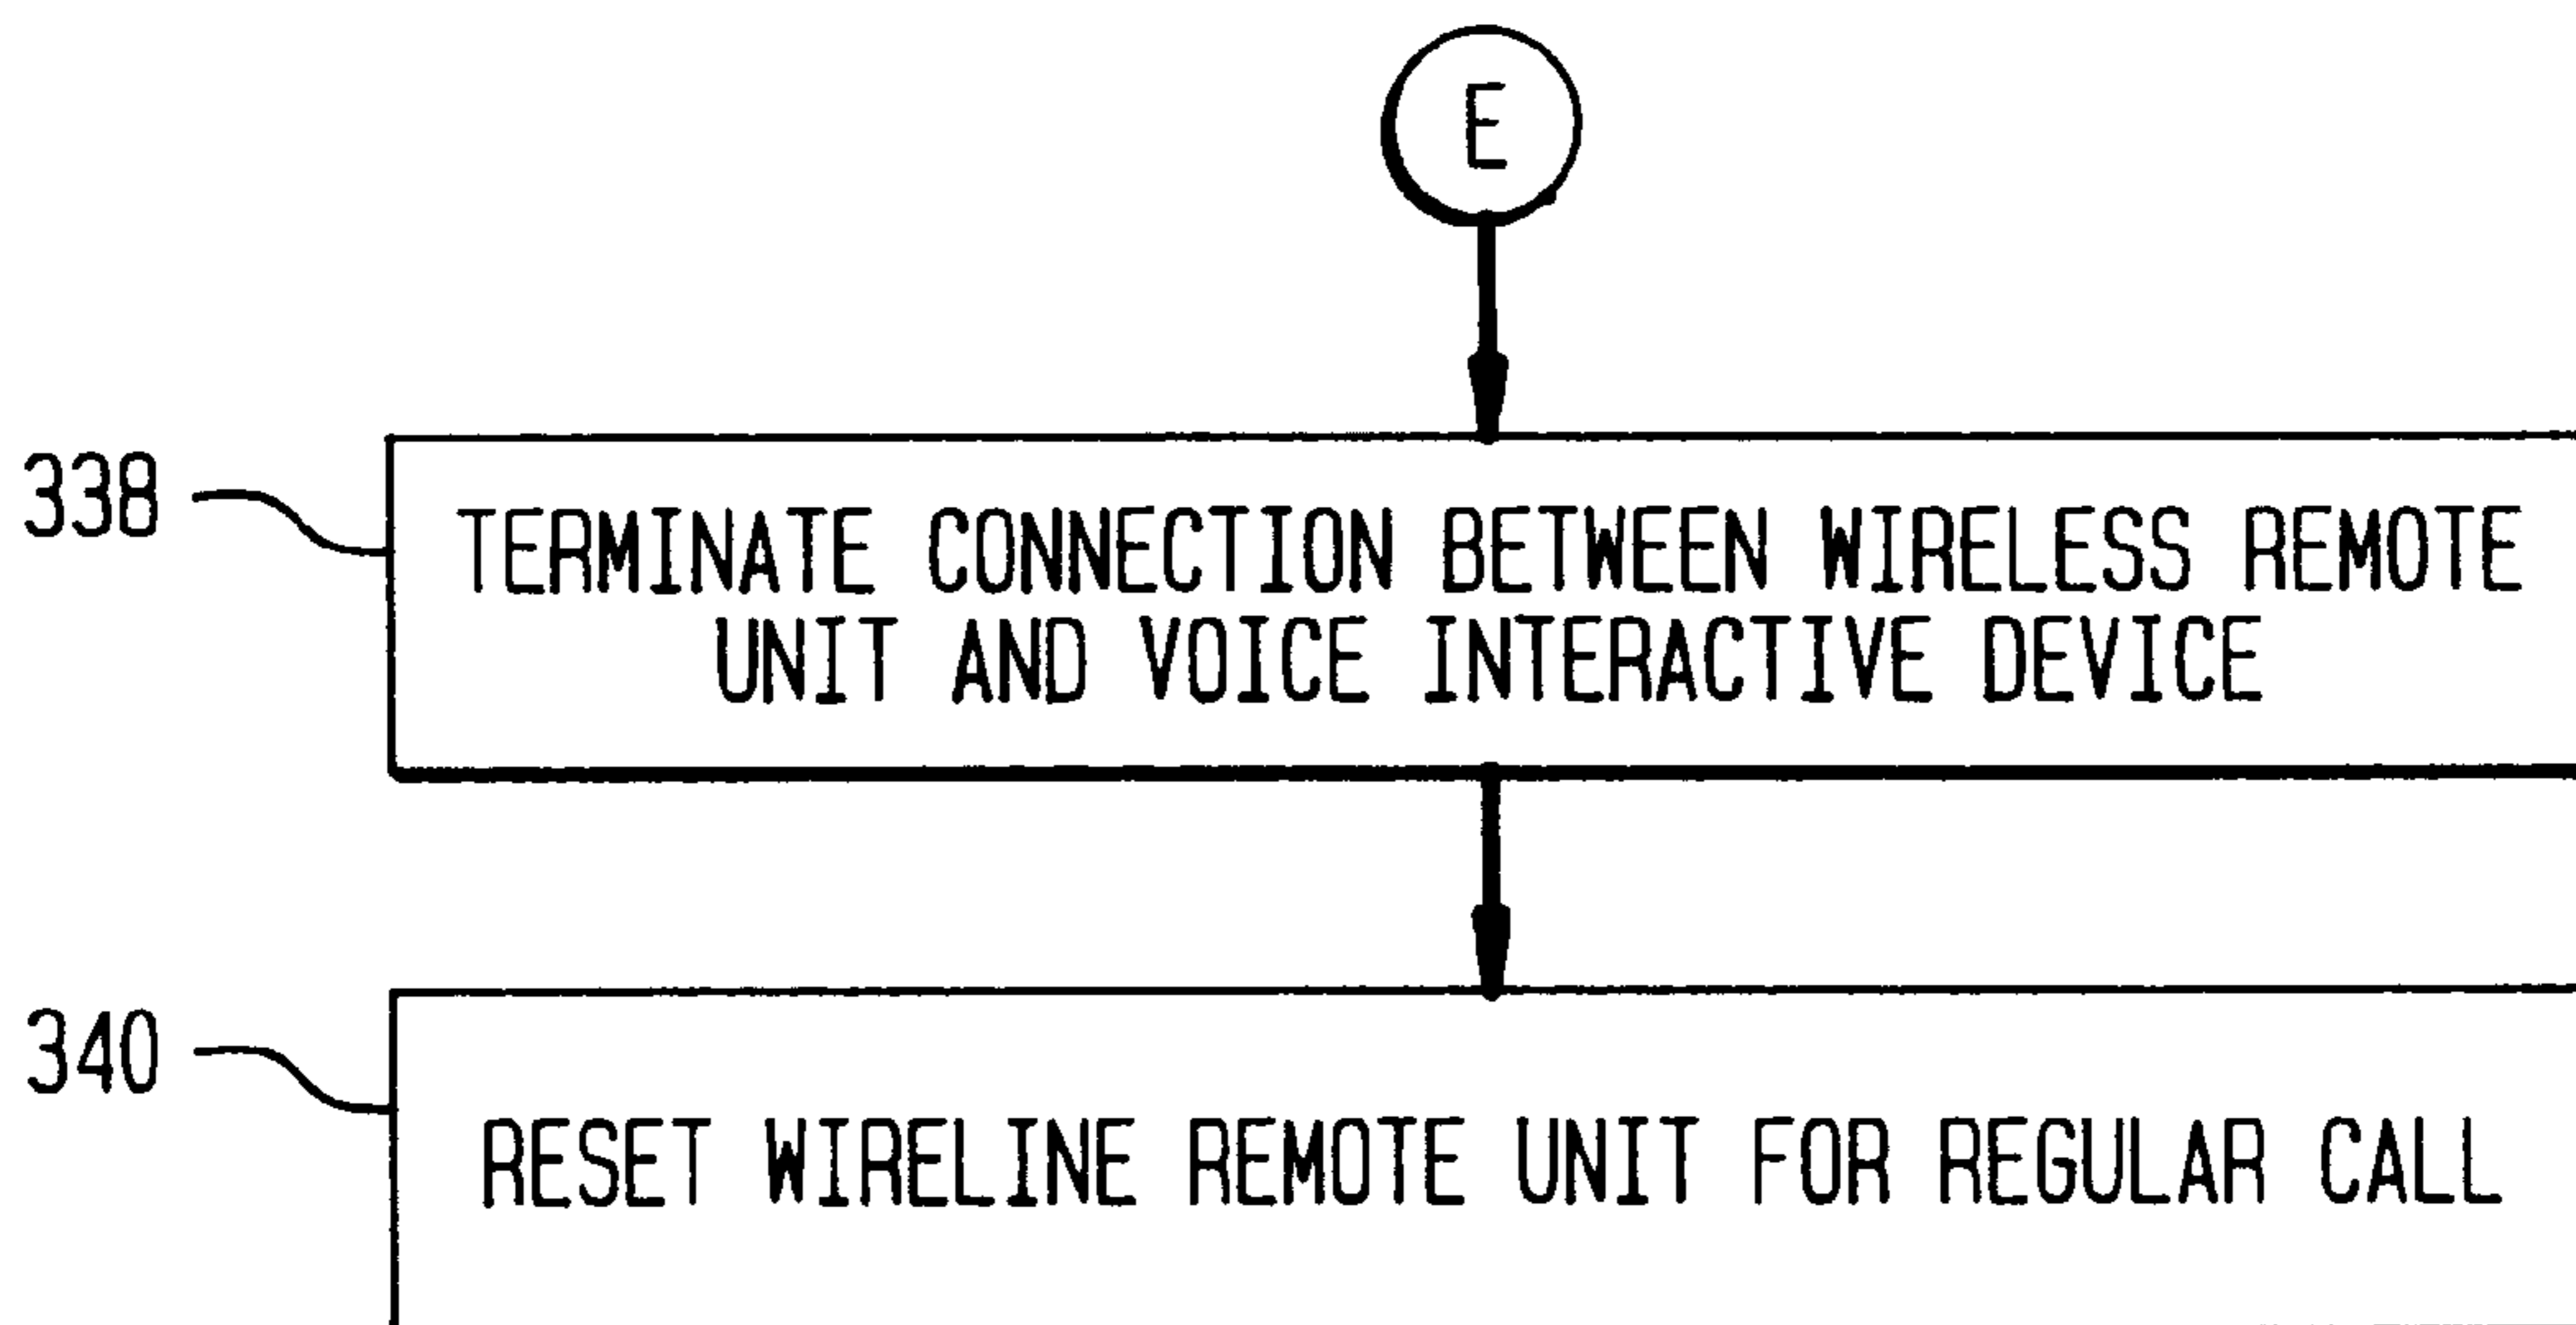 E
338
TERMINATE CONNECTION BETWEEN WIRELESS REMOTE
UNIT AND VOICE INTERACTIVE DEVICE
340
RESET WIRELINE REMOTE UNIT FOR REGULAR CALL